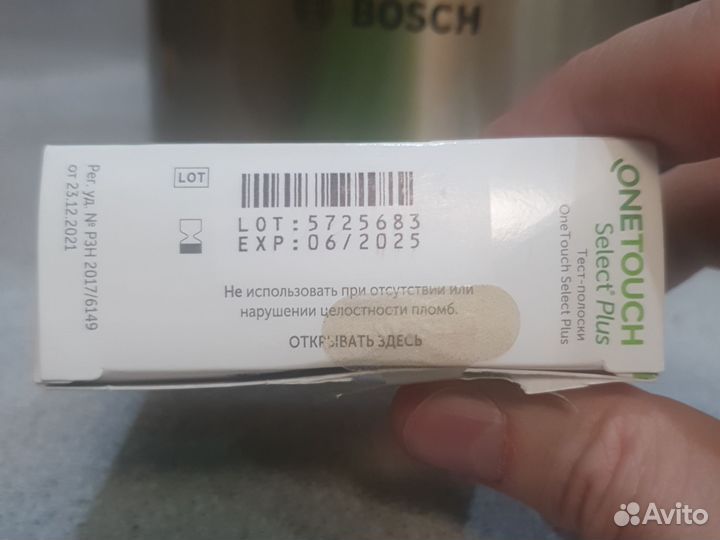 BOSCH
Рег. уд. № РЗН 2017/6149
от 23.12.2021
LOT
LOT:5725683
EXP:06/2025
Не использовать при отсутствии или
нарушении целостности пломб.
ОТКРЫВАТЬ ЗДЕСЬ
ONETOUCH
Select® Plus
Тест-полоски
OneTouch Select Plus
Avito